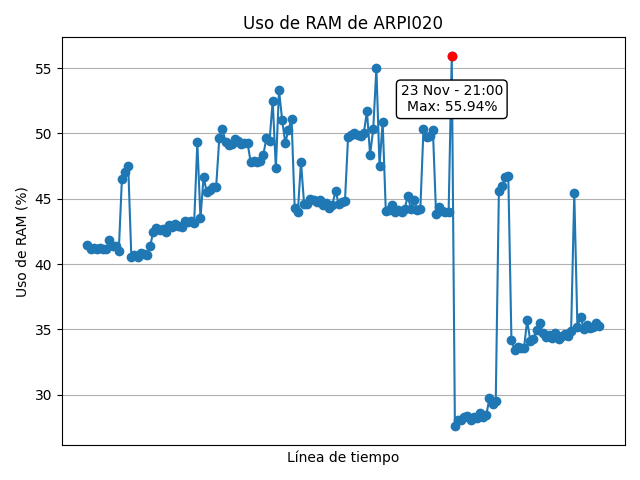 Uso de RAM de ARPI020
Uso de RAM (%)
55
50
45
40
35
30
23 Nov - 21:00
Max: 55.94%
Línea de tiempo